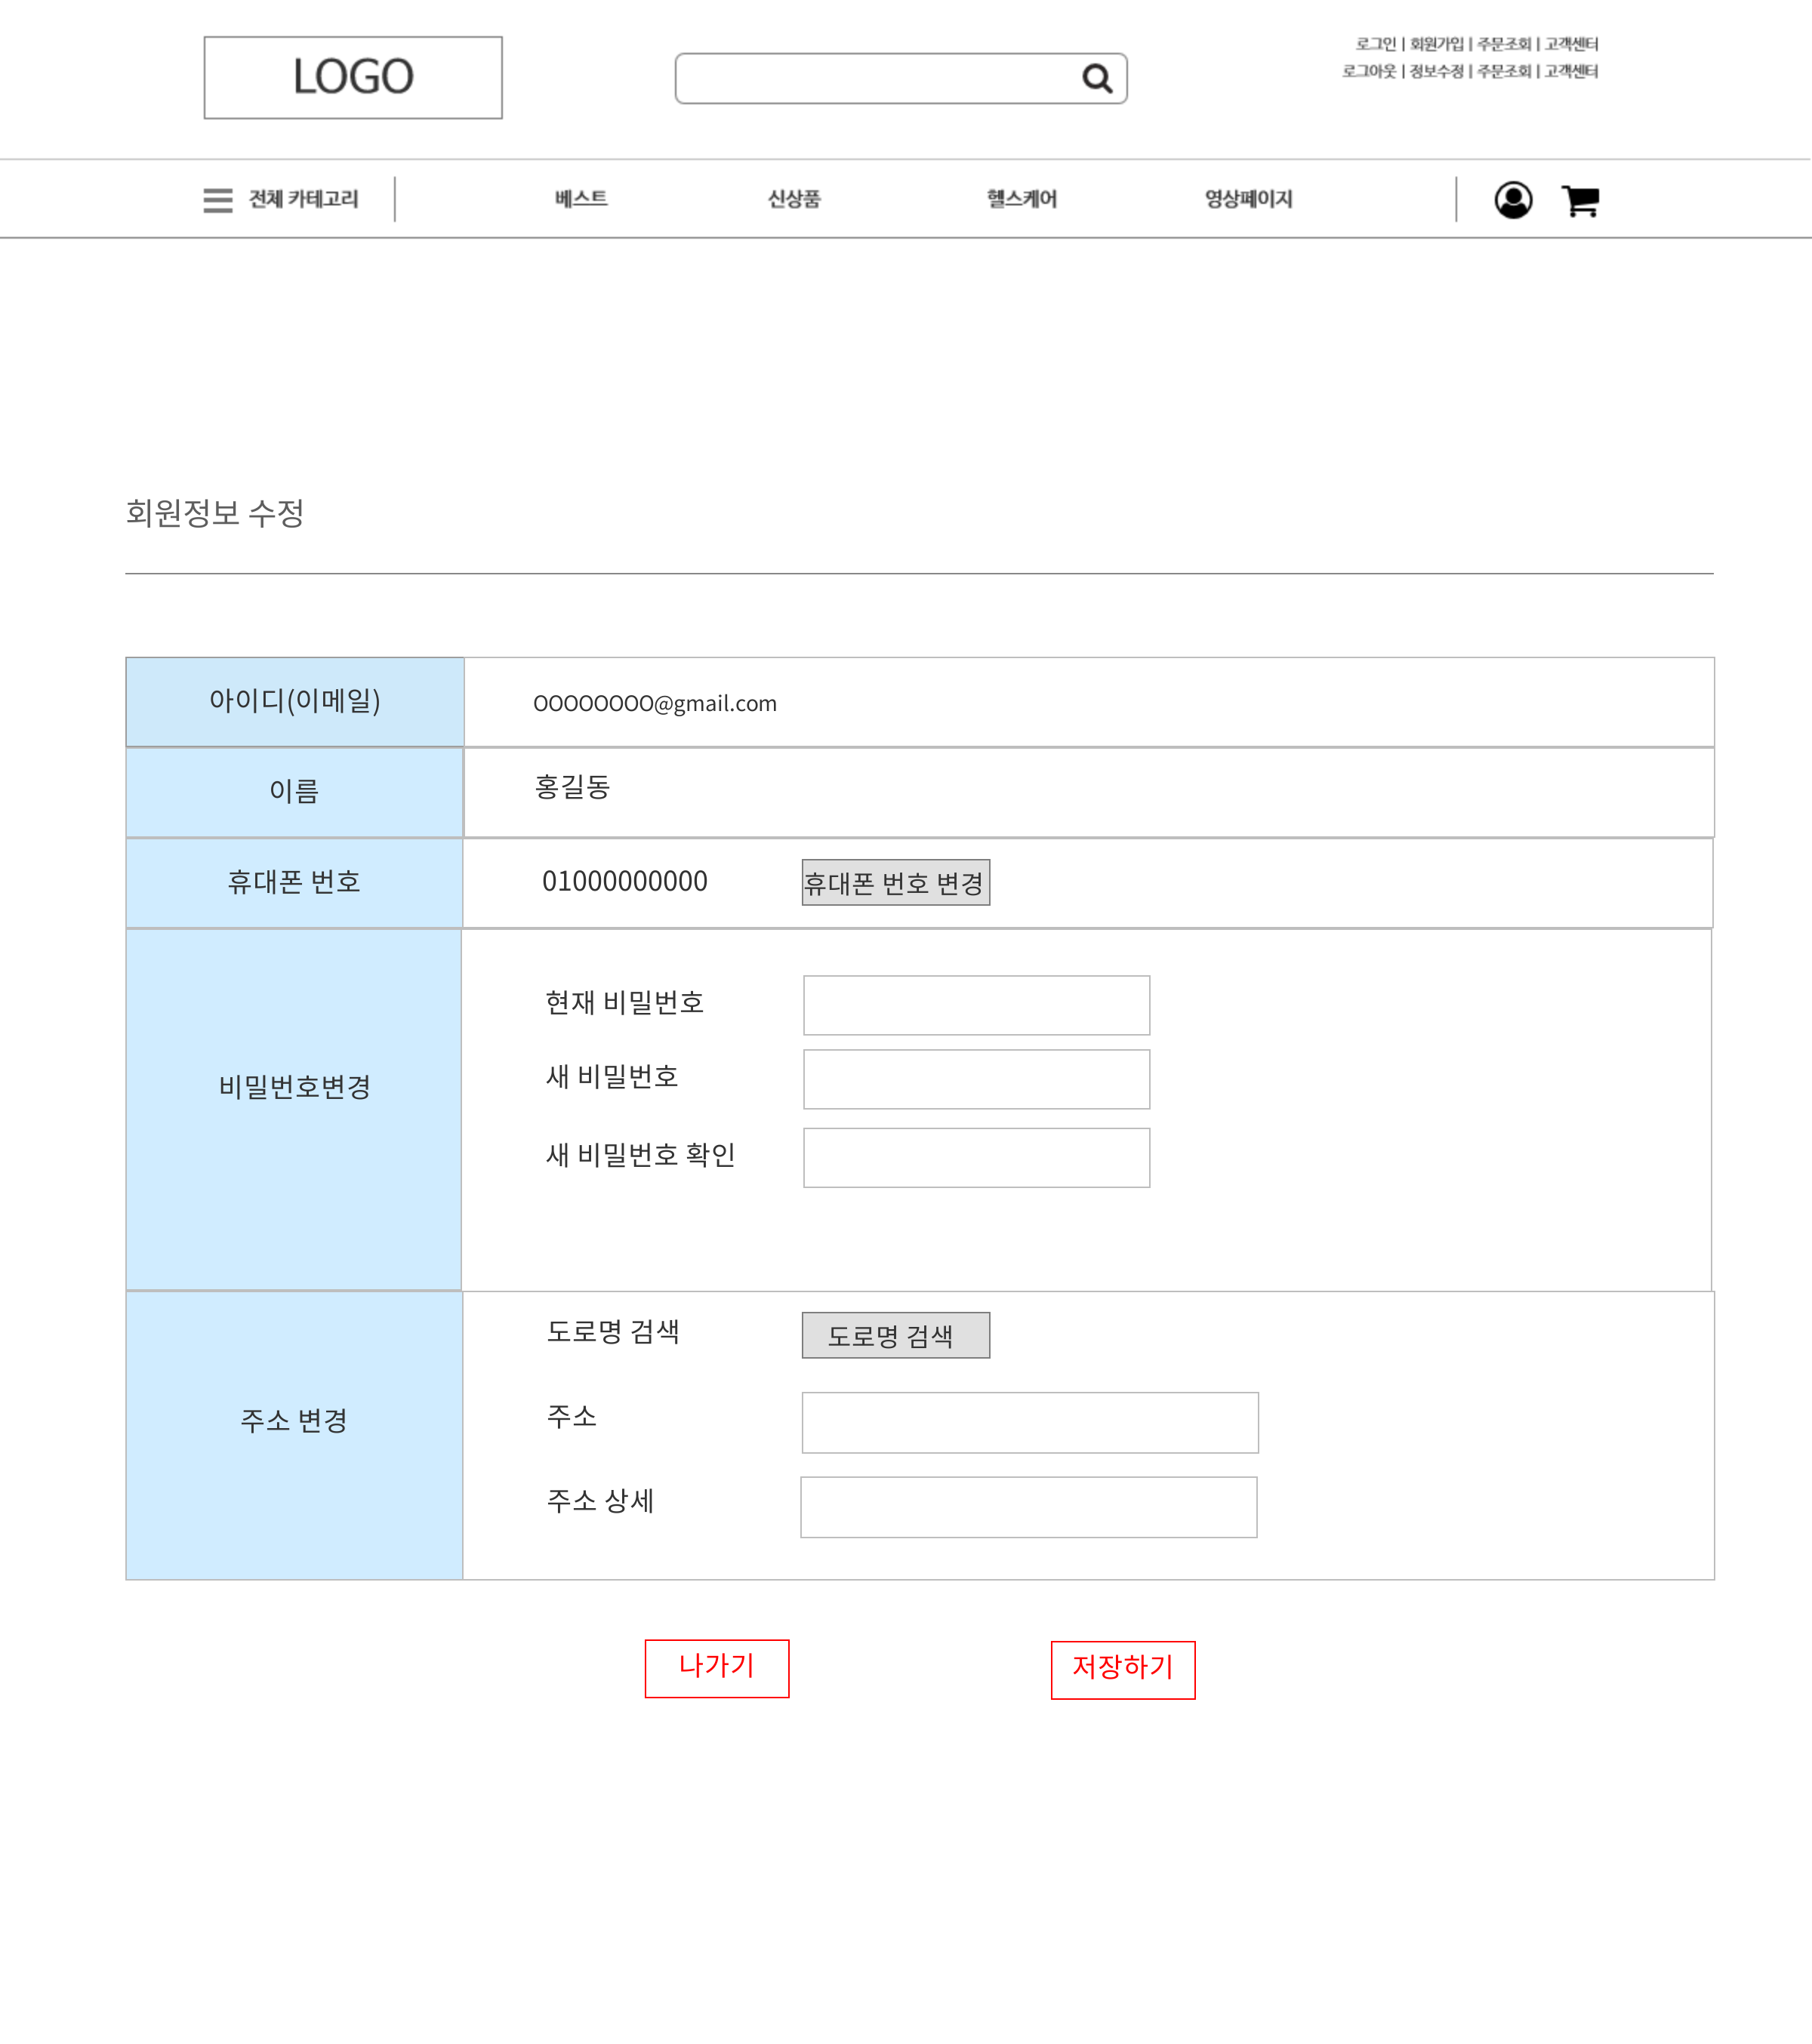 LOGO
로그인 | 회원가입 | 주문조회 | 고객센터
로그아웃 | 정보수정 | 주문조회 | 고객센터
전체 카테고리
베스트
신상품
헬스케어
영상페이지
회원정보 수정
아이디(이메일)
OOOOOOOO@gmail.com
이름
홍길동
휴대폰 번호
01000000000
휴대폰 번호 변경
비밀번호변경
현재 비밀번호
새 비밀번호
새 비밀번호 확인
주소 변경
도로명 검색
도로명 검색
주소
주소 상세
나가기
저장하기